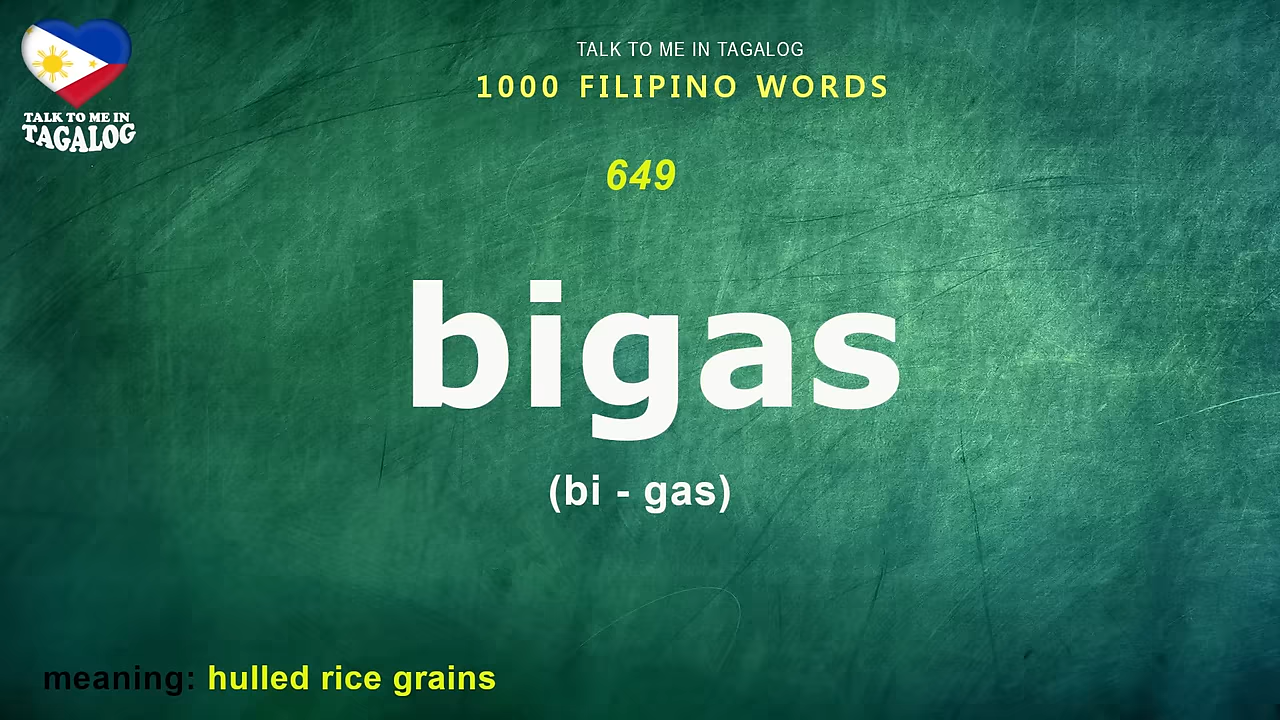 TALK TO ME IN
TAGALOG
TALK TO ME IN TAGALOG
1000 FILIPINO WORDS
649
bigas
(bi - gas)
meaning: hulled rice grains